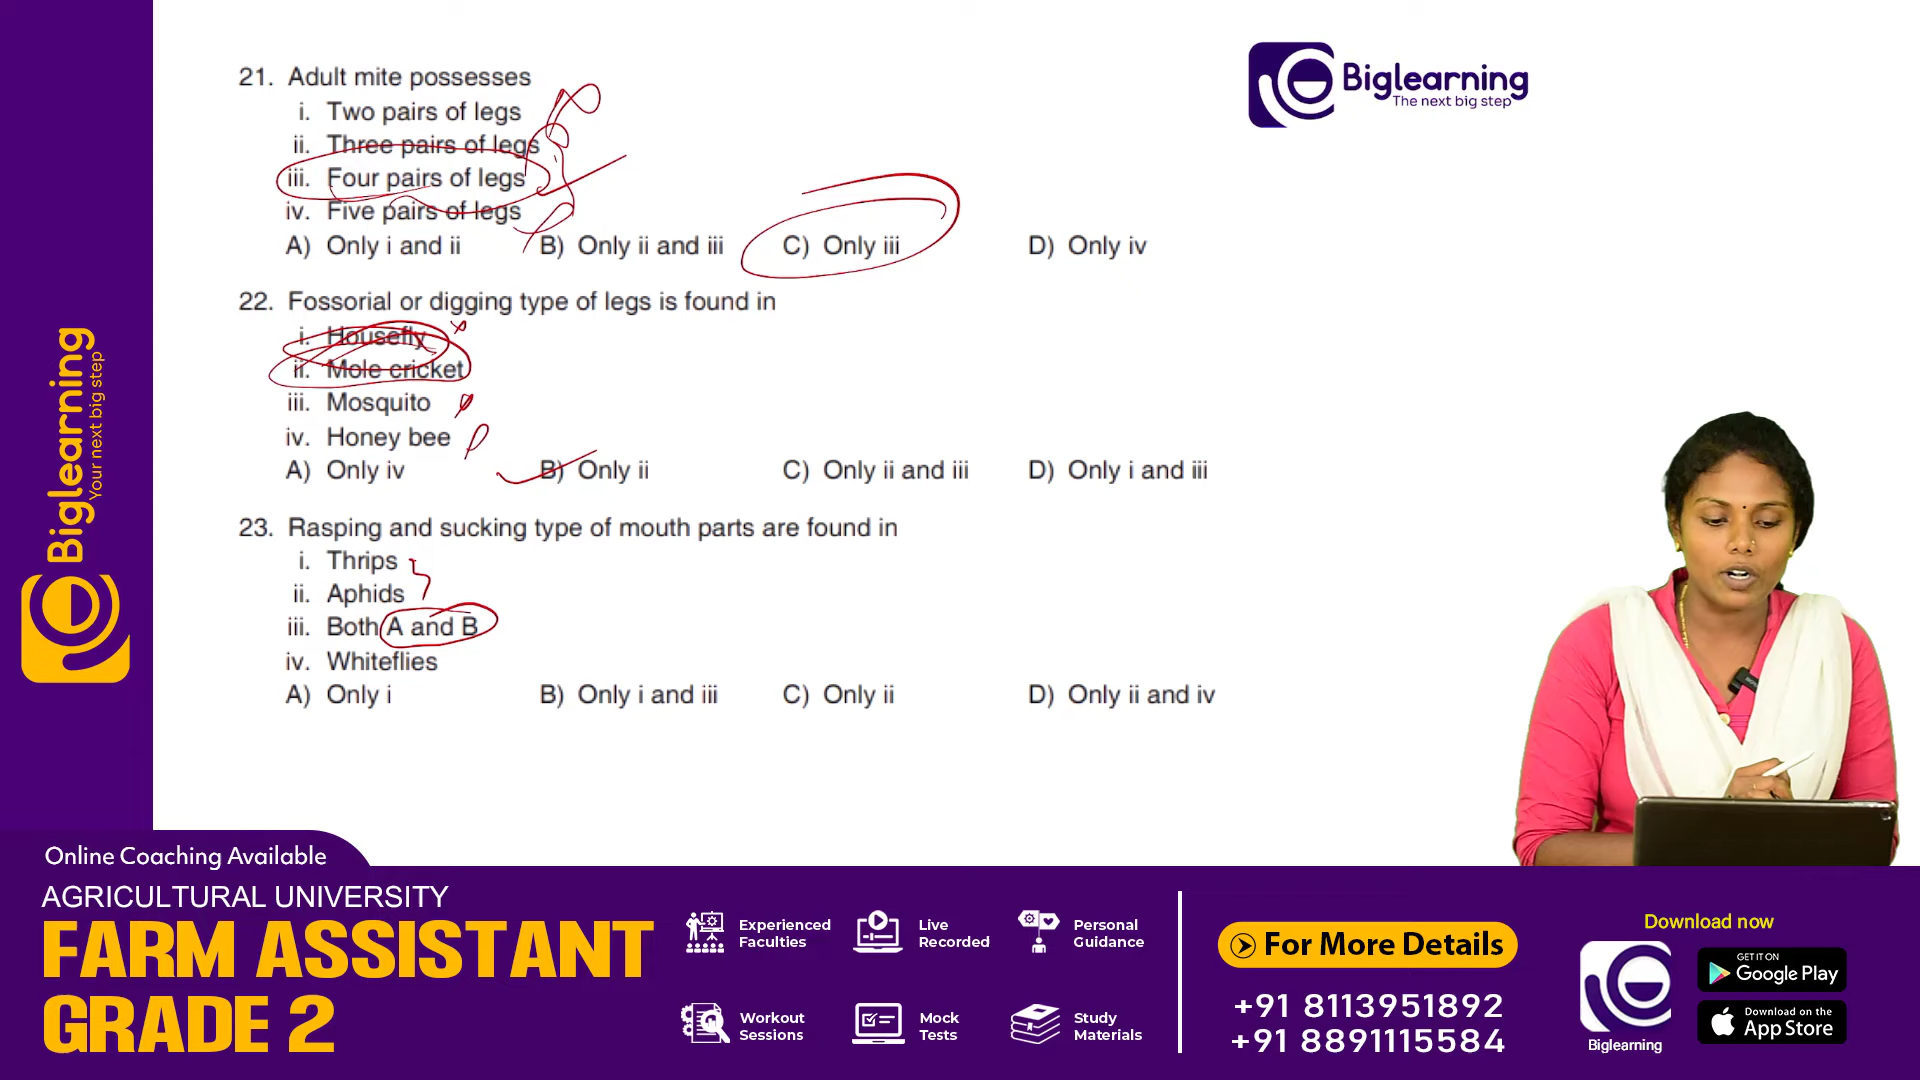 Biglearning
The next big step
21. Adult mite possesses
i. Two pairs of legs
ii. Three pairs of legs
iii. Four pairs of legs
iv. Five pairs of legs
A) Only i and ii B) Only ii and iii C) Only iii D) Only iv
22. Fossorial or digging type of legs is found in
i. Housefly
ii. Mole cricket
iii. Mosquito
iv. Honey bee
A) Only iv B) Only ii C) Only ii and iii D) Only i and iii
23. Rasping and sucking type of mouth parts are found in
i. Thrips
ii. Aphids
iii. Both A and B
iv. Whiteflies
A) Only i B) Only i and iii C) Only ii D) Only ii and iv
Biglearning
Your next big step
Online Coaching Available
AGRICULTURAL UNIVERSITY
FARM ASSISTANT
GRADE 2
Experienced
Faculties
Live
Recorded
Personal
Guidance
Workout
Sessions
Mock
Tests
Study
Materials
For More Details
+91 8113951892
+91 8891115584
Download now
Biglearning
GET IT ON
Google Play
Download on the
App Store